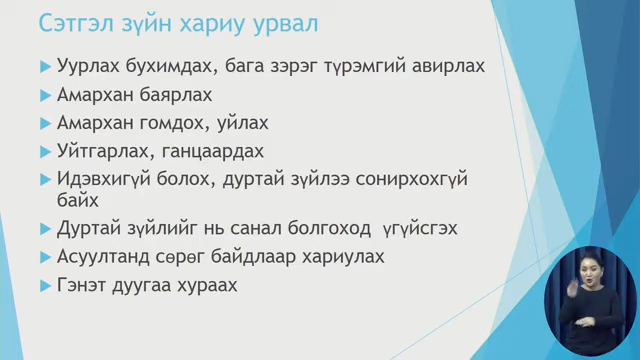 Сэтгэл зүйн хариу урвал
Уурлах бухимдах, бага зэрэг түрэмгий авирлах
Амархан баярлах
Амархан гомдох, уйлах
Уйтгарлах, ганцаардах
Идэвхигүй болох, дуртай зүйлээ сонирхохгүй
байх
Дуртай зүйлийг нь санал болгоход үгүйсгэх
Асуултанд сөрөг байдлаар хариулах
Гэнэт дуугаа хураах